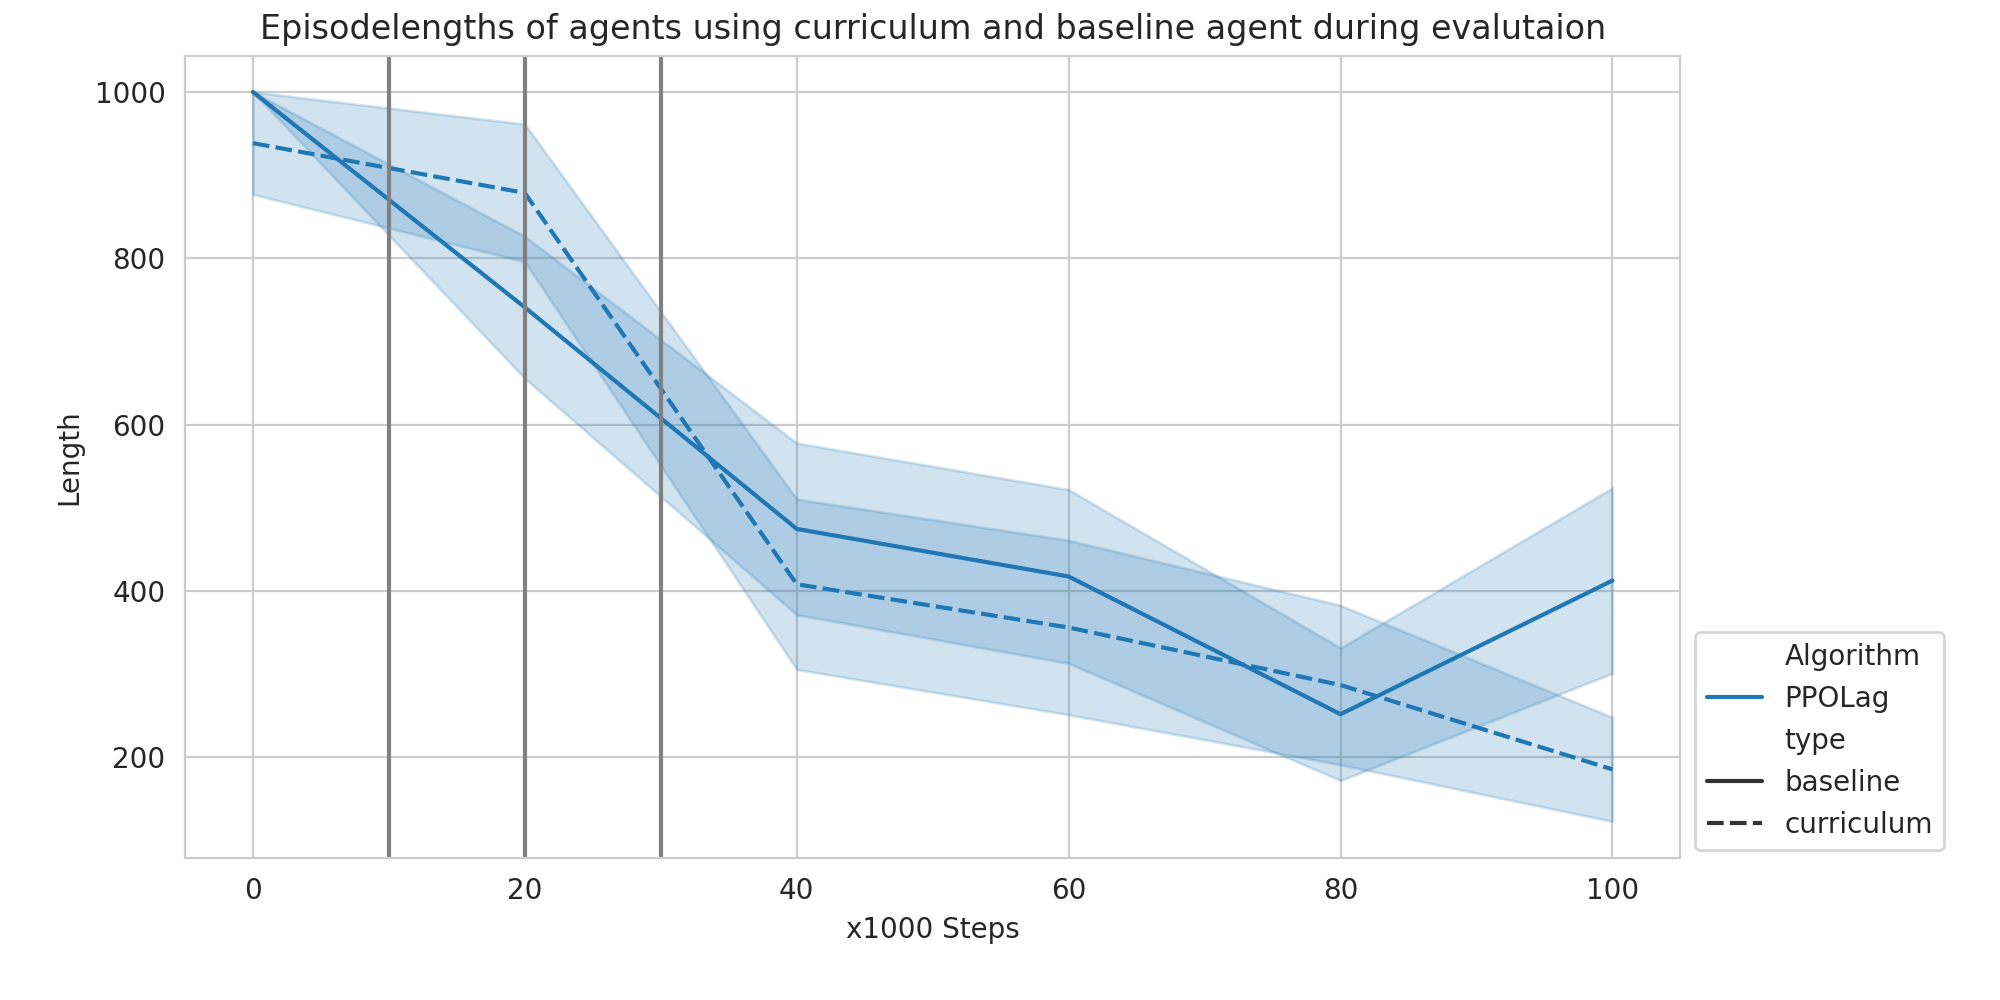 Episodelengths of agents using curriculum and baseline agent during evalutaion
1000
800
600
400
200
Length
0 20 40 60 80 100
x1000 Steps
Algorithm
PPOLag
type
baseline
curriculum